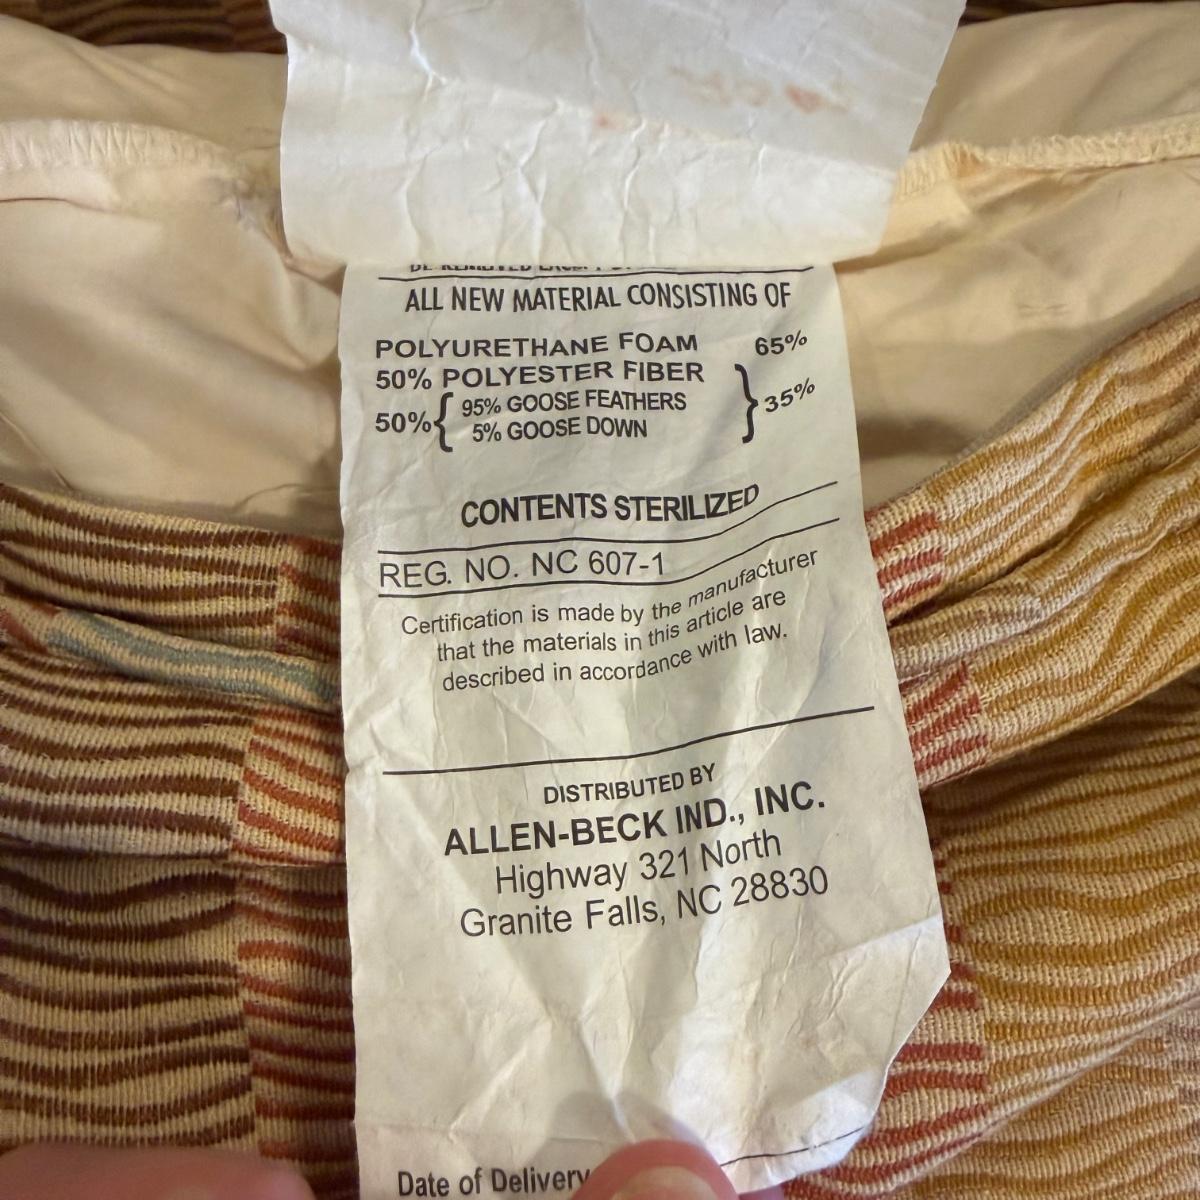 ALL NEW MATERIAL CONSISTING OF
POLYURETHANE FOAM 65%
50% POLYESTER FIBER
50% { 95% GOOSE FEATHERS } 35%
5% GOOSE DOWN
CONTENTS STERILIZED
REG. NO. NC 607-1
Certification is made by the manufacturer
that the materials in this article are
described in accordance with law.
DISTRIBUTED BY
ALLEN-BECK IND., INC.
Highway 321 North
Granite Falls, NC 28830
Date of Delivery